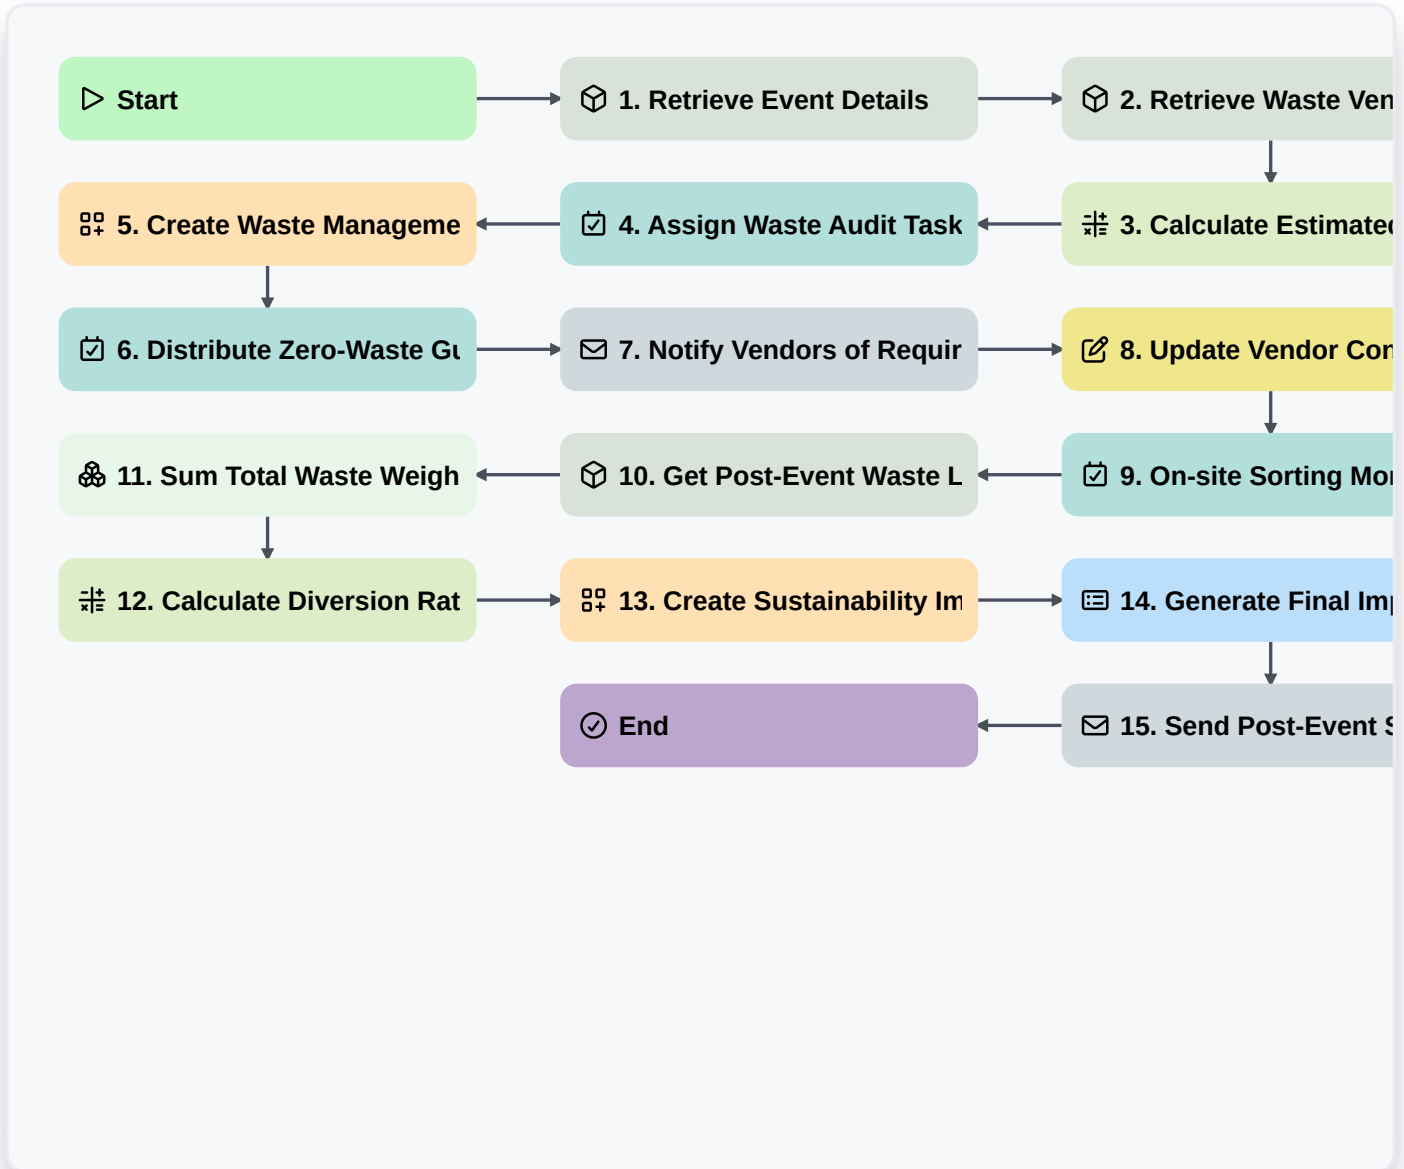 Start
1. Retrieve Event Details
2. Retrieve Waste Ven
5. Create Waste Manageme
4. Assign Waste Audit Task
3. Calculate Estimated
6. Distribute Zero-Waste Gu
7. Notify Vendors of Requir
8. Update Vendor Con
11. Sum Total Waste Weigh
10. Get Post-Event Waste L
9. On-site Sorting Mon
12. Calculate Diversion Rat
13. Create Sustainability Im
14. Generate Final Imp
End
15. Send Post-Event S